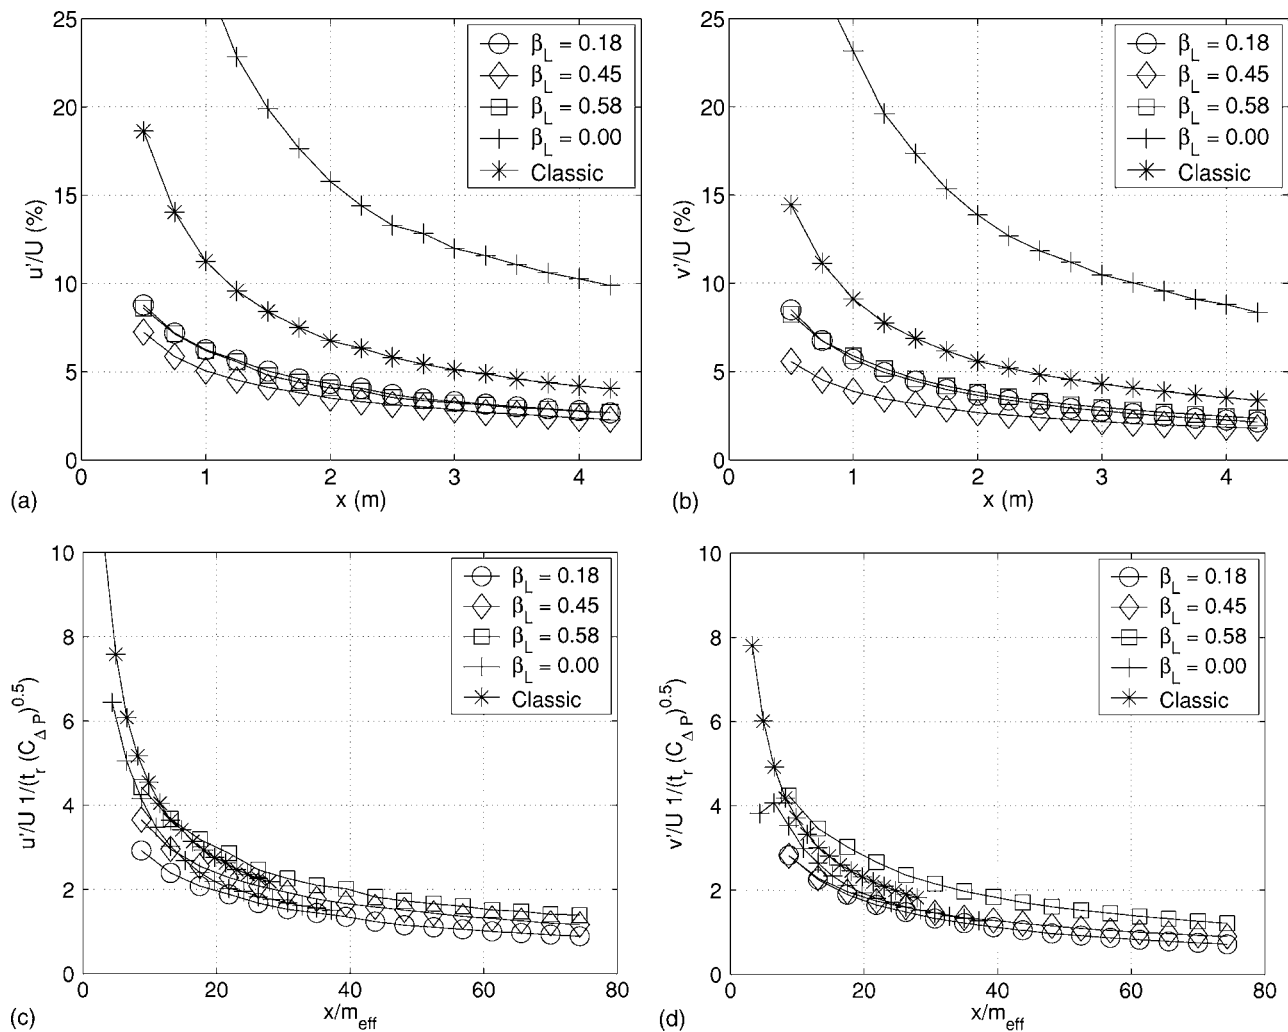 25
20
15
10
5
0
u'/U (%)
0
1
2
3
4
x (m)
(a)
β_L = 0.18
β_L = 0.45
β_L = 0.58
β_L = 0.00
Classic
25
20
15
10
5
0
v'/U (%)
0
1
2
3
4
x (m)
(b)
β_L = 0.18
β_L = 0.45
β_L = 0.58
β_L = 0.00
Classic
10
8
6
4
2
0
u'/U 1/(t_r (C_{Δ P})^{0.5})
0
20
40
60
80
x/m_eff
(c)
β_L = 0.18
β_L = 0.45
β_L = 0.58
β_L = 0.00
Classic
10
8
6
4
2
0
v'/U 1/(t_r (C_{Δ P})^{0.5})
0
20
40
60
80
x/m_eff
(d)
β_L = 0.18
β_L = 0.45
β_L = 0.58
β_L = 0.00
Classic